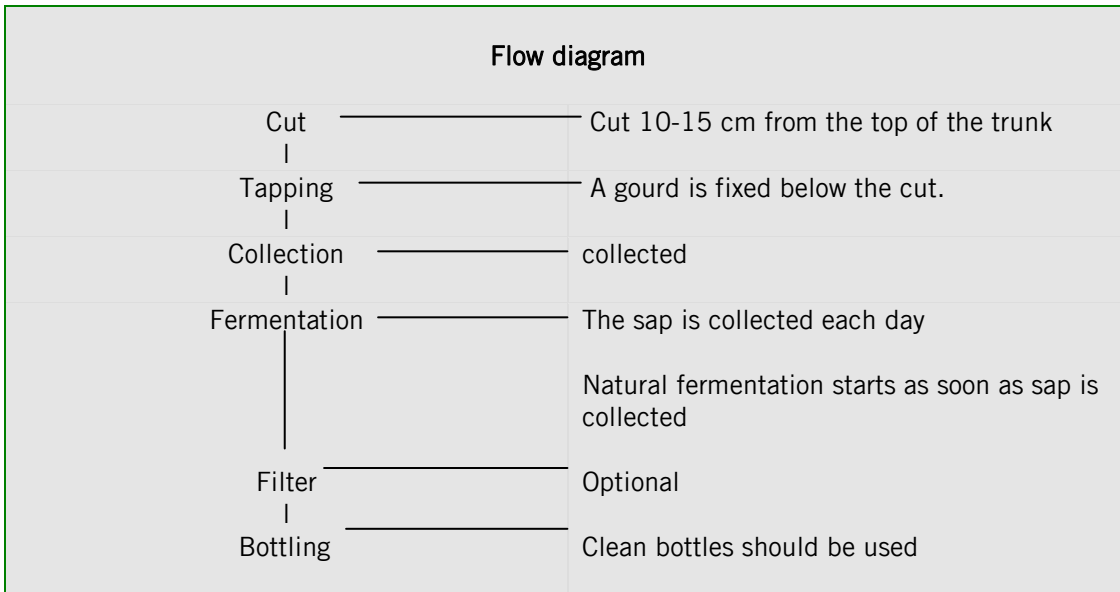 Flow diagram
Cut Cut 10-15 cm from the top of the trunk
Tapping A gourd is fixed below the cut.
Collection collected
Fermentation The sap is collected each day
Natural fermentation starts as soon as sap is
collected
Filter Optional
Bottling Clean bottles should be used